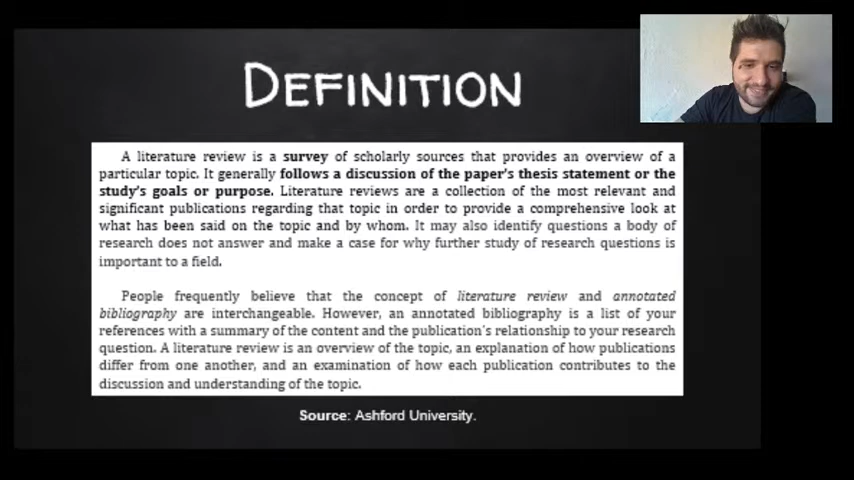 DEFINITION
A literature review is a survey of scholarly sources that provides an overview of a
particular topic. It generally follows a discussion of the paper's thesis statement or the
study's goals or purpose. Literature reviews are a collection of the most relevant and
significant publications regarding that topic in order to provide a comprehensive look at
what has been said on the topic and by whom. It may also identify questions a body of
research does not answer and make a case for why further study of research questions is
important to a field.
People frequently believe that the concept of literature review and annotated
bibliography are interchangeable. However, an annotated bibliography is a list of your
references with a summary of the content and the publication's relationship to your research
question. A literature review is an overview of the topic, an explanation of how publications
differ from one another, and an examination of how each publication contributes to the
discussion and understanding of the topic.
Source: Ashford University.